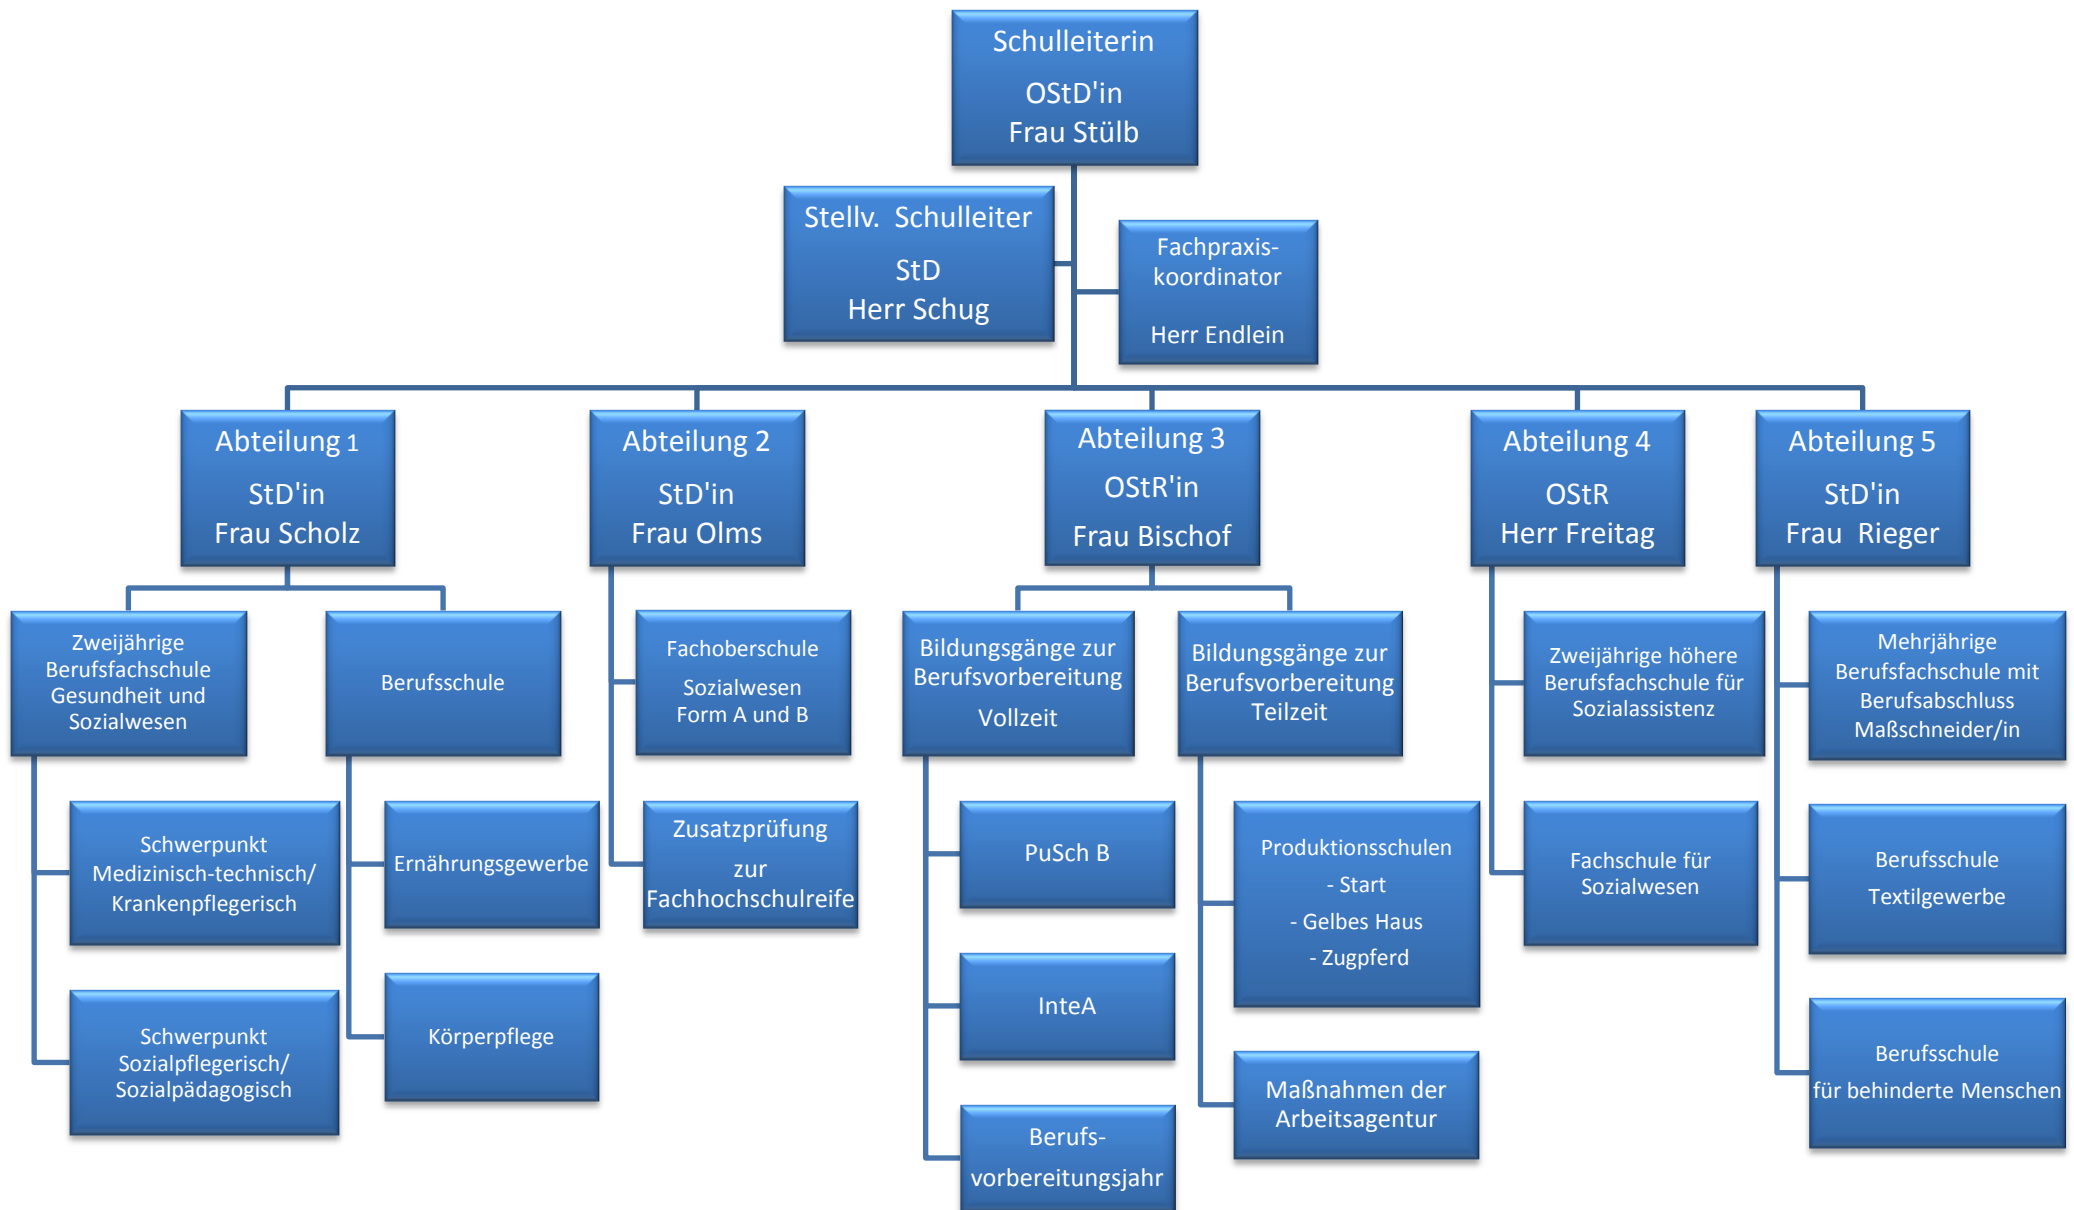 Schulleiterin
OStD'in
Frau Stülb
Stellv. Schulleiter
StD
Herr Schug
Fachpraxis-
koordinator
Herr Endlein
Abteilung 1
StD'in
Frau Scholz
Abteilung 2
StD'in
Frau Olms
Abteilung 3
OStR'in
Frau Bischof
Abteilung 4
OStR
Herr Freitag
Abteilung 5
StD'in
Frau Rieger
Zweijährige
Berufsfachschule
Gesundheit und
Sozialwesen
Berufsschule
Fachoberschule
Sozialwesen
Form A und B
Bildungsgänge zur
Berufsvorbereitung
Vollzeit
Bildungsgänge zur
Berufsvorbereitung
Teilzeit
Zweijährige höhere
Berufsfachschule für
Sozialassistenz
Mehrjährige
Berufsfachschule mit
Berufsabschluss
Maßschneider/in
Schwerpunkt
Medizinisch-technisch/
Krankenpflegerisch
Ernährungsgewerbe
Zusatzprüfung
zur
Fachhochschulreife
PuSch B
Produktionsschulen
- Start
- Gelbes Haus
- Zugpferd
Fachschule für
Sozialwesen
Berufsschule
Textilgewerbe
Schwerpunkt
Sozialpflegerisch/
Sozialpädagogisch
Körperpflege
InteA
Maßnahmen der
Arbeitsagentur
Berufsschule
für behinderte Menschen
Berufs-
vorbereitungsjahr